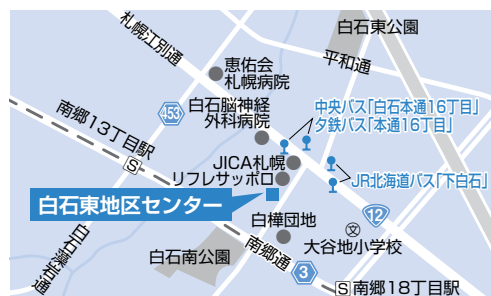 札幌江別通
白石東公園
平和通
恵佑会
札幌病院
453
白石脳神経
外科病院
中央バス「白石本通16丁目」
夕鉄バス「本通16丁目」
南郷13丁目駅
S
JICA札幌
リフレサッポロ
JR北海道バス「下白石」
白石東地区センター
12
白樺団地
文
大谷地小学校
白石藻岩通
白石南公園
南郷通
3
S 南郷18丁目駅